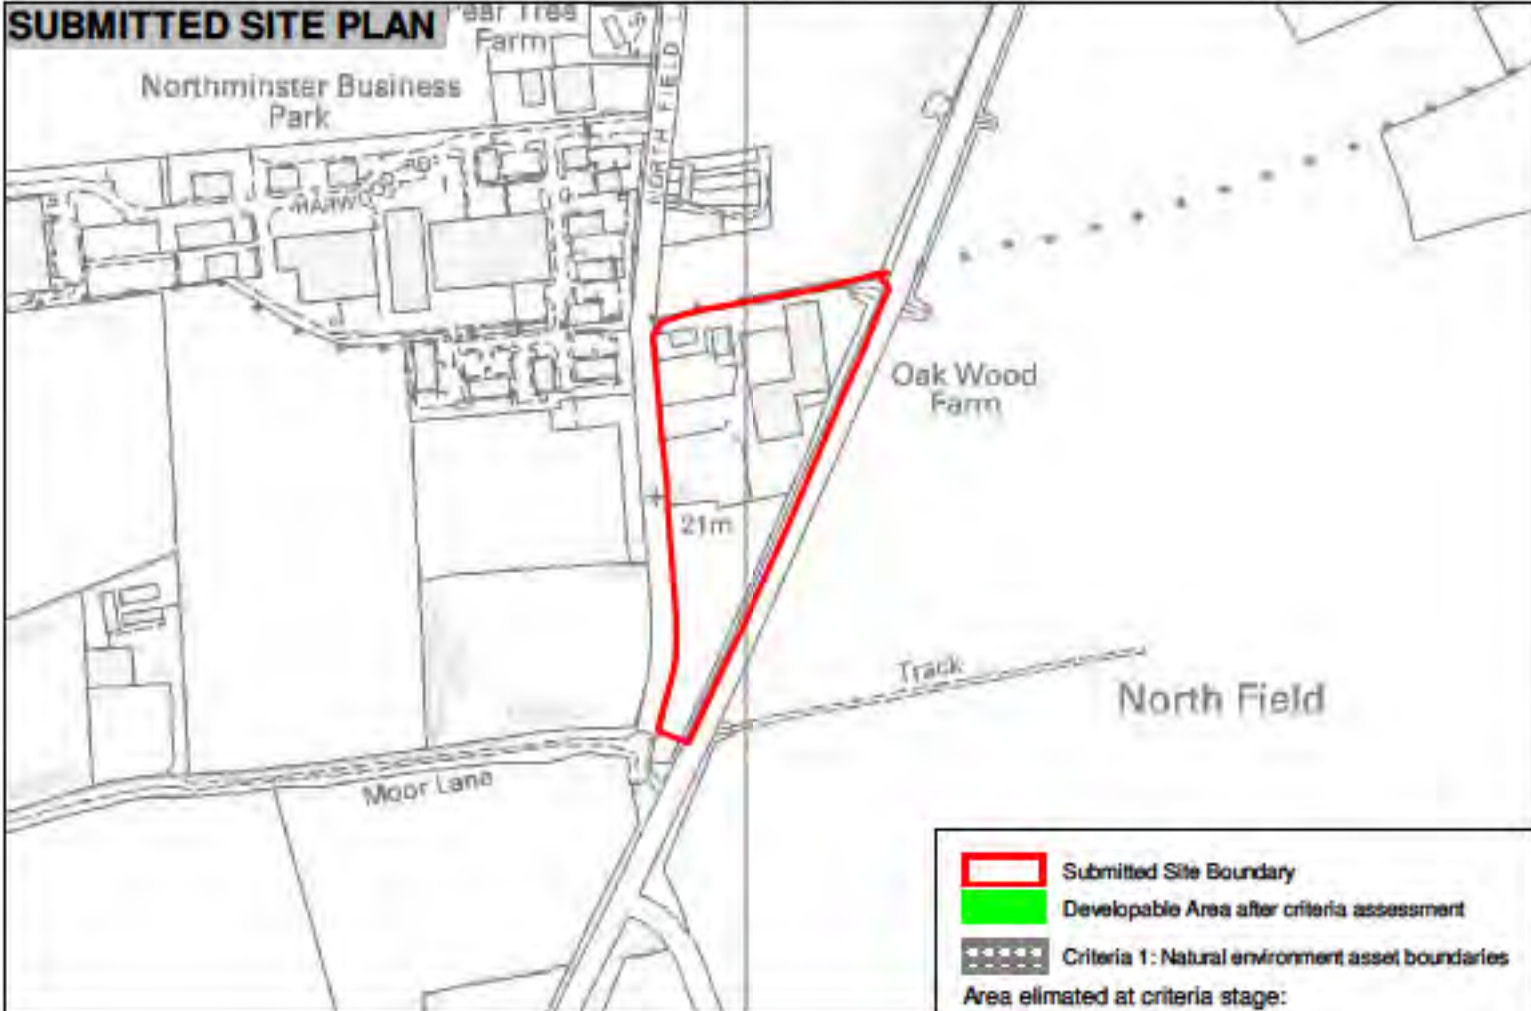 SUBMITTED SITE PLAN
Pear Tree
Farm
Northminster Business
Park
NORTH FIELD
HARWOOD RD
Oak Wood
Farm
21m
Track
North Field
Moor Lane
Submitted Site Boundary
Developable Area after criteria assessment
Criteria 1: Natural environment asset boundaries
Area elimated at criteria stage: